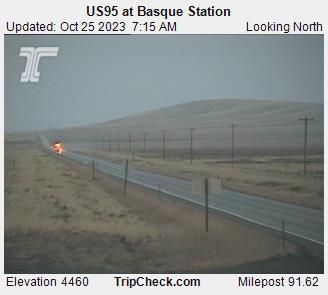 US95 at Basque Station
Updated: Oct 25 2023 7:15 AM Looking North
Elevation 4460 TripCheck.com Milepost 91.62